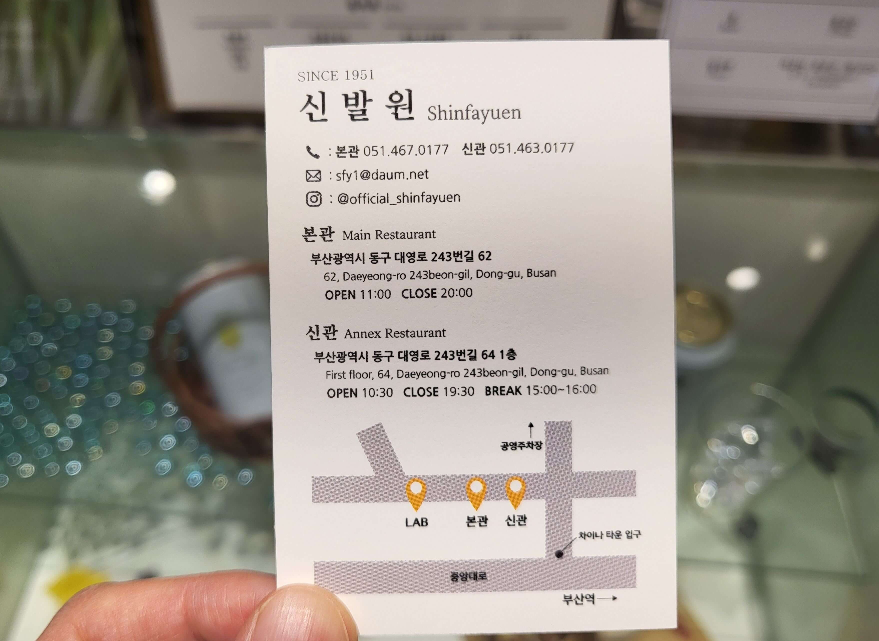 SINCE 1951
신발원 Shinfayuen
: 본관 051.467.0177 신관 051.463.0177
: sfy1@daum.net
: @official_shinfayuen
본관 Main Restaurant
부산광역시 동구 대영로 243번길 62
62, Daeyeong-ro 243beon-gil, Dong-gu, Busan
OPEN 11:00 CLOSE 20:00
신관 Annex Restaurant
부산광역시 동구 대영로 243번길 64 1층
First floor, 64, Daeyeong-ro 243beon-gil, Dong-gu, Busan
OPEN 10:30 CLOSE 19:30 BREAK 15:00~16:00
공영주차장
LAB 본관 신관
차이나 타운 입구
중앙대로
부산역